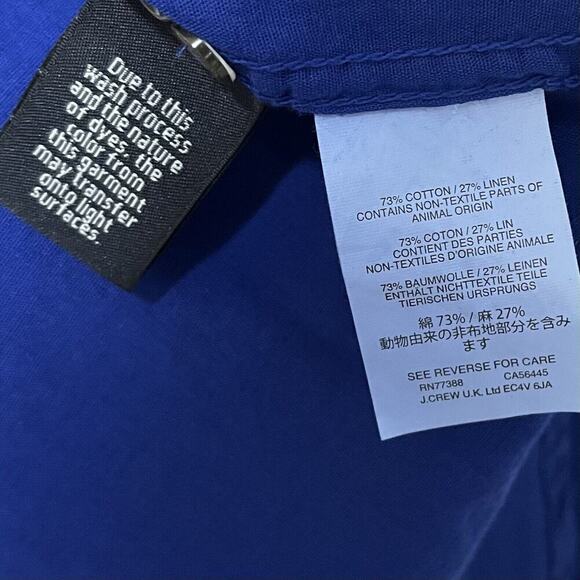 Due to this
wash process
and the nature
of dyes, the
color from
this garment
may transfer
onto light
surfaces.
73% COTTON / 27% LINEN
CONTAINS NON-TEXTILE PARTS OF
ANIMAL ORIGIN
73% COTON / 27% LIN
CONTIENT DES PARTIES
NON-TEXTILES D'ORIGINE ANIMALE
73% BAUMWOLLE / 27% LEINEN
ENTHÄLT NICHTTEXTILE TEILE
TIERISCHEN URSPRUNGS
綿 73% / 麻 27%
動物由来の非布地部分を含み
ます
SEE REVERSE FOR CARE
RN77388 CA56445
J.CREW U.K. Ltd EC4V 6JA